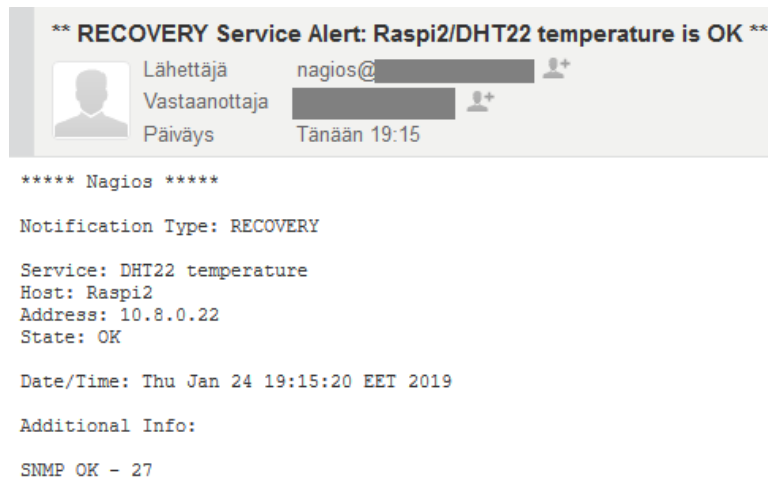 ** RECOVERY Service Alert: Raspi2/DHT22 temperature is OK **
Lähettäjä nagios@
Vastaanottaja
Päiväys Tänään 19:15
***** Nagios *****
Notification Type: RECOVERY
Service: DHT22 temperature
Host: Raspi2
Address: 10.8.0.22
State: OK
Date/Time: Thu Jan 24 19:15:20 EET 2019
Additional Info:
SNMP OK - 27